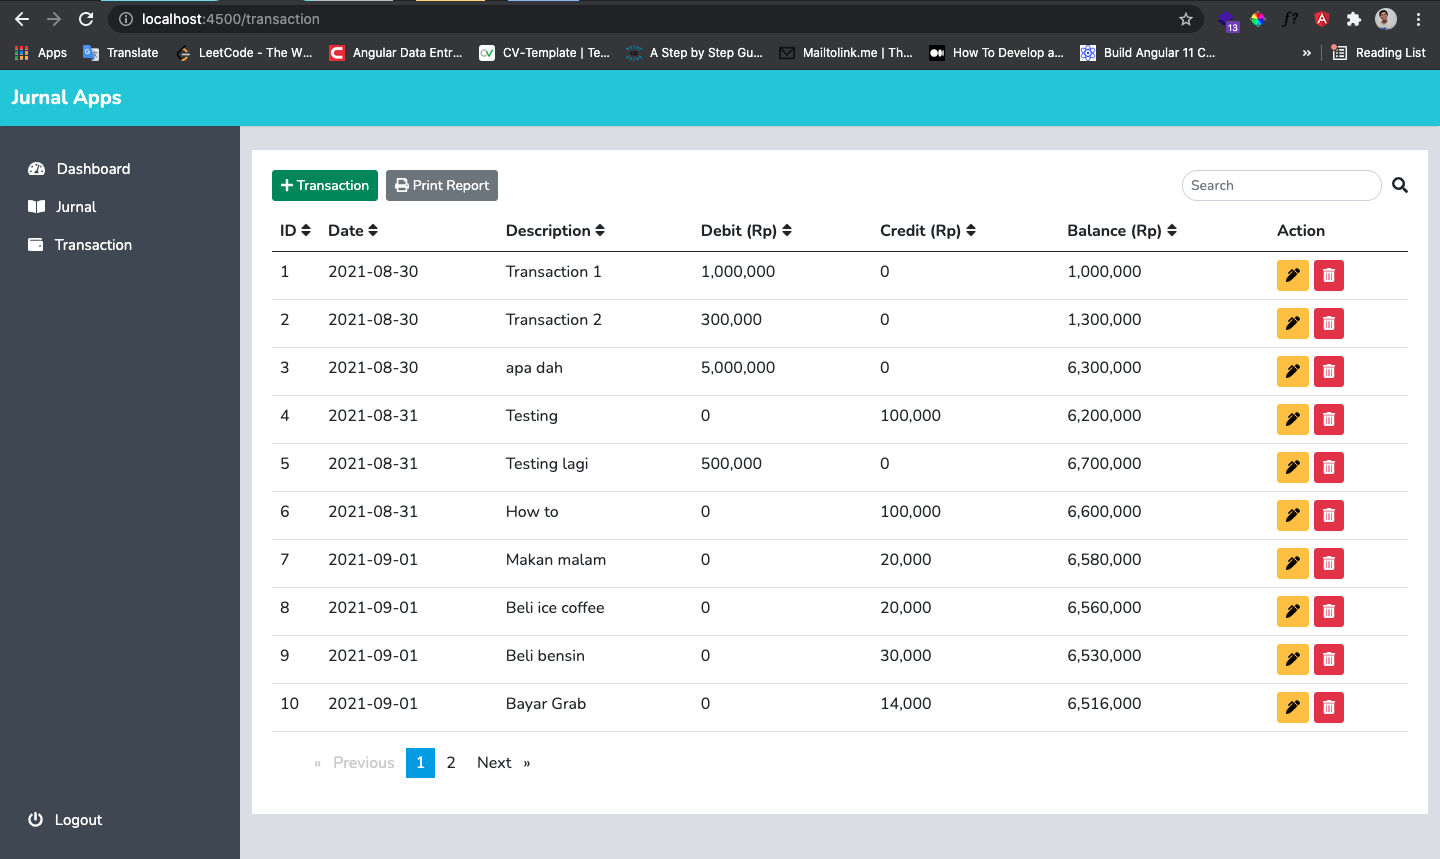 localhost:4500/transaction
13
f?
Apps Translate LeetCode - The W... Angular Data Entr... CV-Template | Te... A Step by Step Gu... Mailtolink.me | Th... How To Develop a... Build Angular 11 C... » Reading List
Jurnal Apps
Dashboard
Jurnal
Transaction
Logout
Transaction Print Report Search
ID Date Description Debit (Rp) Credit (Rp) Balance (Rp) Action
1 2021-08-30 Transaction 1 1,000,000 0 1,000,000
2 2021-08-30 Transaction 2 300,000 0 1,300,000
3 2021-08-30 apa dah 5,000,000 0 6,300,000
4 2021-08-31 Testing 0 100,000 6,200,000
5 2021-08-31 Testing lagi 500,000 0 6,700,000
6 2021-08-31 How to 0 100,000 6,600,000
7 2021-09-01 Makan malam 0 20,000 6,580,000
8 2021-09-01 Beli ice coffee 0 20,000 6,560,000
9 2021-09-01 Beli bensin 0 30,000 6,530,000
10 2021-09-01 Bayar Grab 0 14,000 6,516,000
« Previous 1 2 Next »